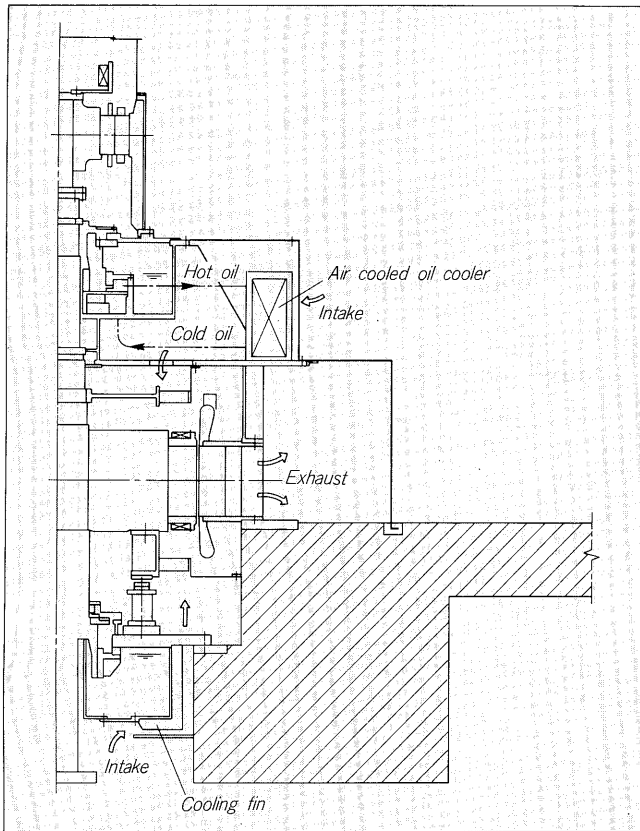 Hot oil
Air cooled oil cooler
Intake
Cold oil
Exhaust
Intake
Cooling fin